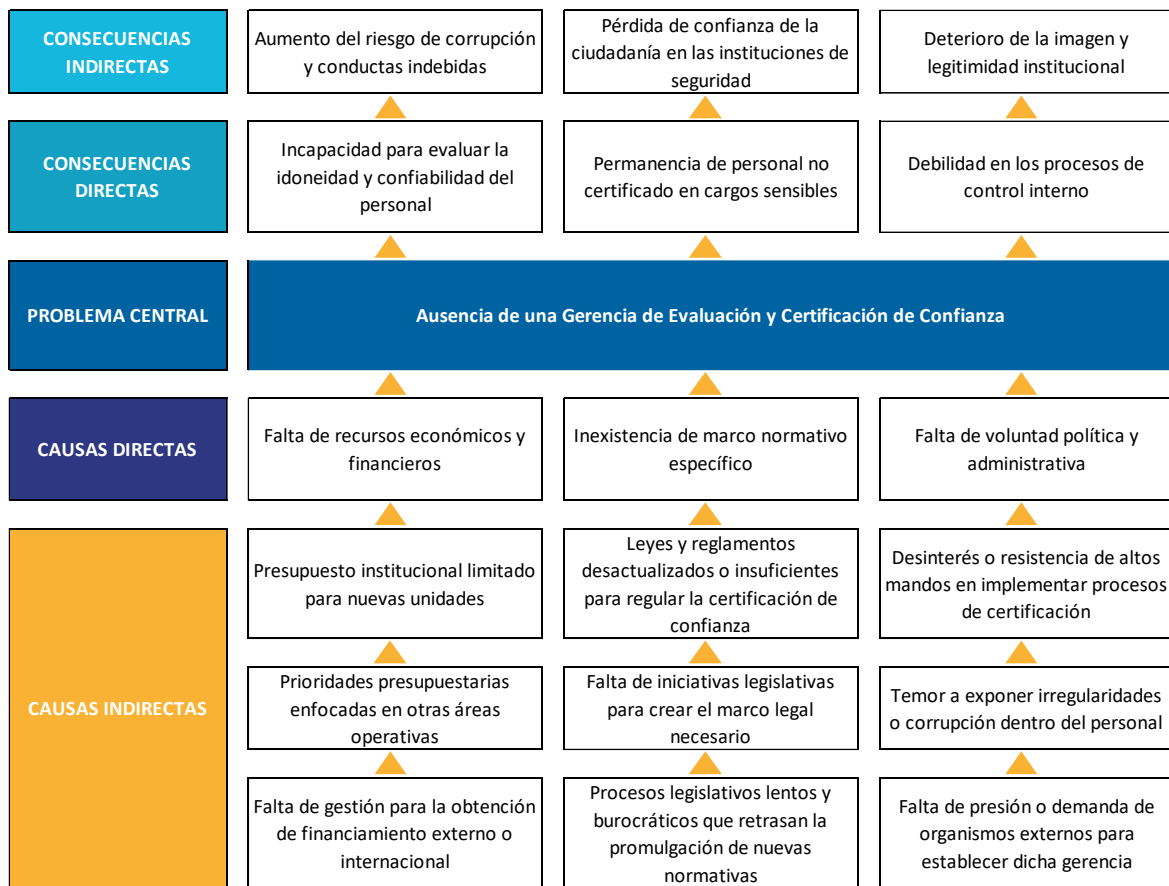 CONSECUENCIAS
INDIRECTAS
Aumento del riesgo de corrupción
y conductas indebidas
Pérdida de confianza de la
ciudadanía en las instituciones de
seguridad
Deterioro de la imagen y
legitimidad institucional
CONSECUENCIAS
DIRECTAS
Incapacidad para evaluar la
idoneidad y confiabilidad del
personal
Permanencia de personal no
certificado en cargos sensibles
Debilidad en los procesos de
control interno
PROBLEMA CENTRAL
Ausencia de una Gerencia de Evaluación y Certificación de Confianza
CAUSAS DIRECTAS
Falta de recursos económicos y
financieros
Inexistencia de marco normativo
específico
Falta de voluntad política y
administrativa
CAUSAS INDIRECTAS
Presupuesto institucional limitado
para nuevas unidades
Leyes y reglamentos
desactualizados o insuficientes
para regular la certificación de
confianza
Desinterés o resistencia de altos
mandos en implementar procesos
de certificación
Prioridades presupuestarias
enfocadas en otras áreas
operativas
Falta de iniciativas legislativas
para crear el marco legal
necesario
Temor a exponer irregularidades
o corrupción dentro del personal
Falta de gestión para la obtención
de financiamiento externo o
internacional
Procesos legislativos lentos y
burocráticos que retrasan la
promulgación de nuevas
normativas
Falta de presión o demanda de
organismos externos para
establecer dicha gerencia